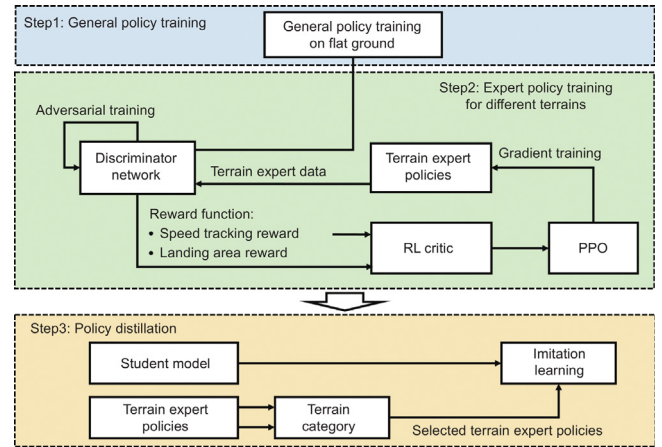 Step1: General policy training
General policy training
on flat ground
Step2: Expert policy training
for different terrains
Adversarial training
Discriminator
network
Terrain expert data
Terrain expert
policies
Gradient training
Reward function:
• Speed tracking reward
• Landing area reward
RL critic
PPO
Step3: Policy distillation
Student model
Imitation
learning
Terrain expert
policies
Terrain
category
Selected terrain expert policies